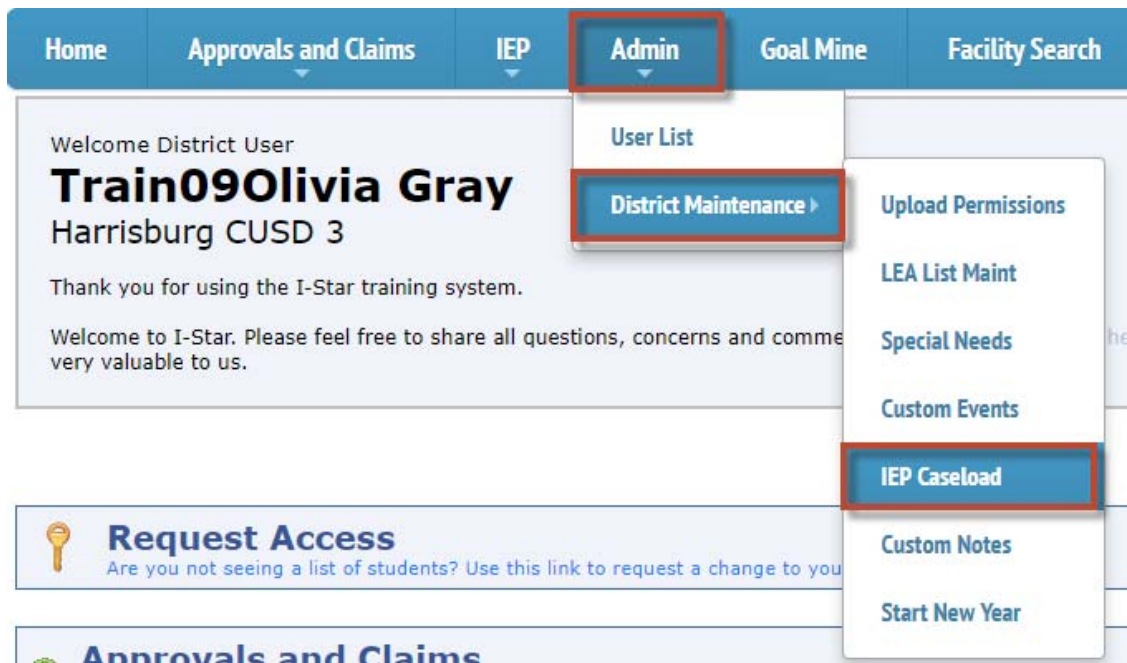 Home Approvals and Claims IEP Admin Goal Mine Facility Search
User List
District Maintenance
Upload Permissions
LEA List Maint
Special Needs
Custom Events
IEP Caseload
Custom Notes
Start New Year
Welcome District User
Train09Olivia Gray
Harrisburg CUSD 3
Thank you for using the I-Star training system.
Welcome to I-Star. Please feel free to share all questions, concerns and comme
very valuable to us.
Request Access
Are you not seeing a list of students? Use this link to request a change to you
Approvals and Claims